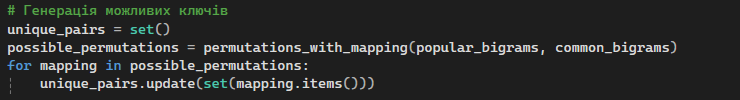 # Генерація можливих ключів
unique_pairs = set()
possible_permutations = permutations_with_mapping(popular_bigrams, common_bigrams)
for mapping in possible_permutations:
    unique_pairs.update(set(mapping.items()))